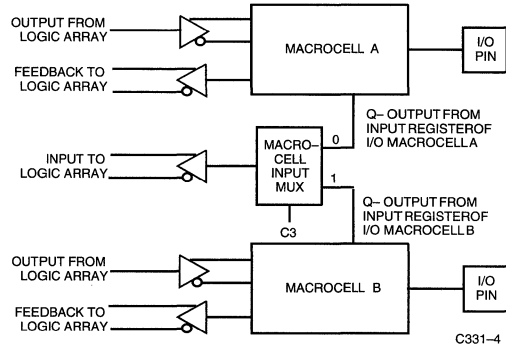 OUTPUT FROM
LOGIC ARRAY
MACROCELL A
I/O
PIN
FEEDBACK TO
LOGIC ARRAY
Q– OUTPUT FROM
INPUT REGISTEROF
I/O MACROCELLA
0
MACRO–
CELL
INPUT
MUX
INPUT TO
LOGIC ARRAY
1
C3
Q– OUTPUT FROM
INPUT REGISTEROF
I/O MACROCELLB
OUTPUT FROM
LOGIC ARRAY
MACROCELL B
I/O
PIN
FEEDBACK TO
LOGIC ARRAY
C331–4